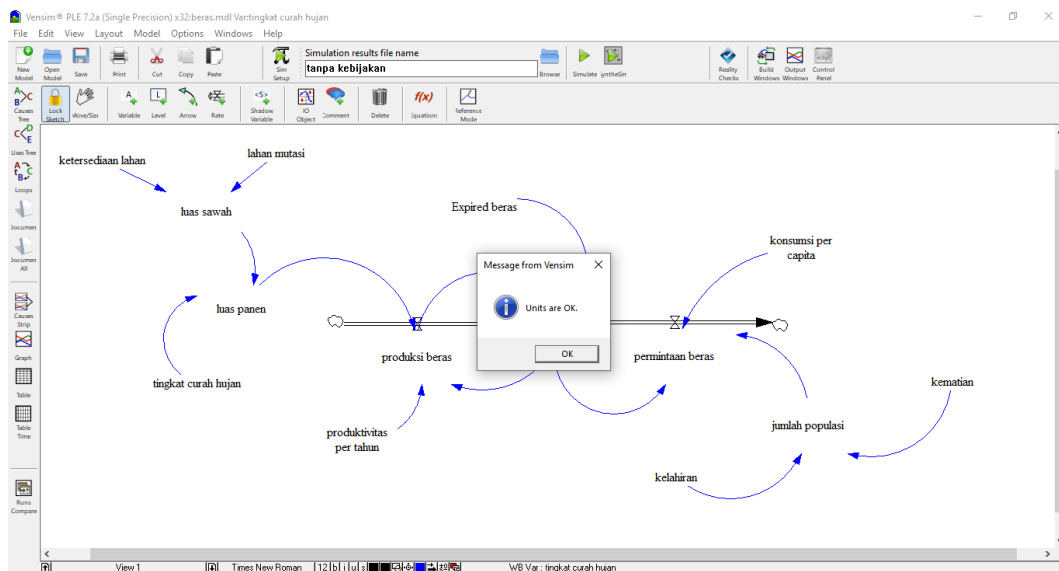 Vensim® PLE 7.2a (Single Precision) x32:beras.mdl Var:tingkat curah hujan
File Edit View Layout Model Options Windows Help
New Model
Open Model
Save
Print
Cut
Copy
Paste
Sim Setup
Simulation results file name
tanpa kebijakan
Browse
Simulate
SyntheSim
Reality Checks
Build Windows
Output Windows
Control Panel
Causes Tree
Lock Sketch
Move/Size
A
Variable
L
Level
Arrow
Rate
<S>
Shadow Variable
IO Object
Comment
Delete
f(x)
Equations
Reference Mode
Uses Tree
Loops
Document
Document All
Causes Strip
Graph
Table
Table Time
Runs Compare
ketersediaan lahan
lahan mutasi
luas sawah
Expired beras
konsumsi per
capita
luas panen
produksi beras
permintaan beras
tingkat curah hujan
produktivitas
per tahun
kematian
jumlah populasi
kelahiran
Message from Vensim
Units are OK.
OK
View 1
Times New Roman
12 b i u s
WB Var : tingkat curah hujan